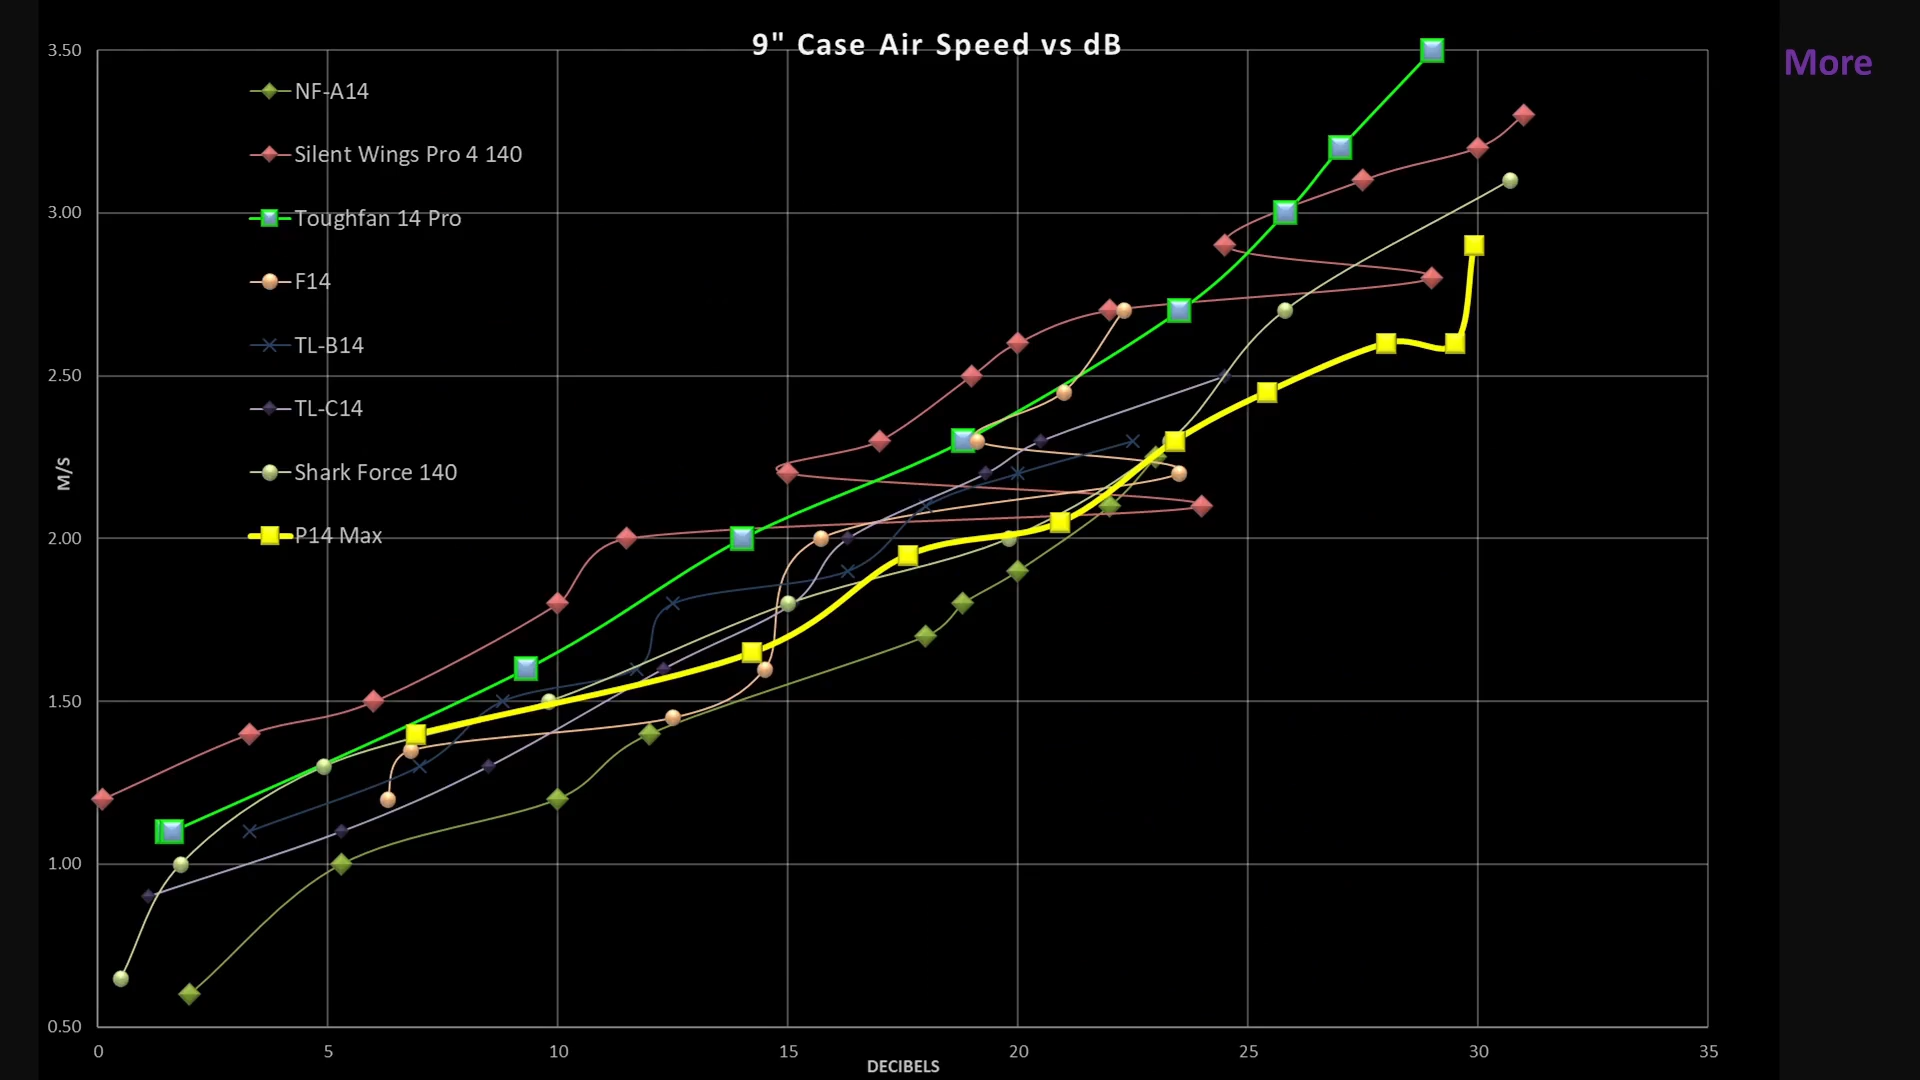 9" Case Air Speed vs dB
More
3.50
3.00
2.50
2.00
1.50
1.00
0.50
M/S
NF-A14
Silent Wings Pro 4 140
Toughfan 14 Pro
F14
TL-B14
TL-C14
Shark Force 140
P14 Max
0 5 10 15 20 25 30 35
DECIBELS